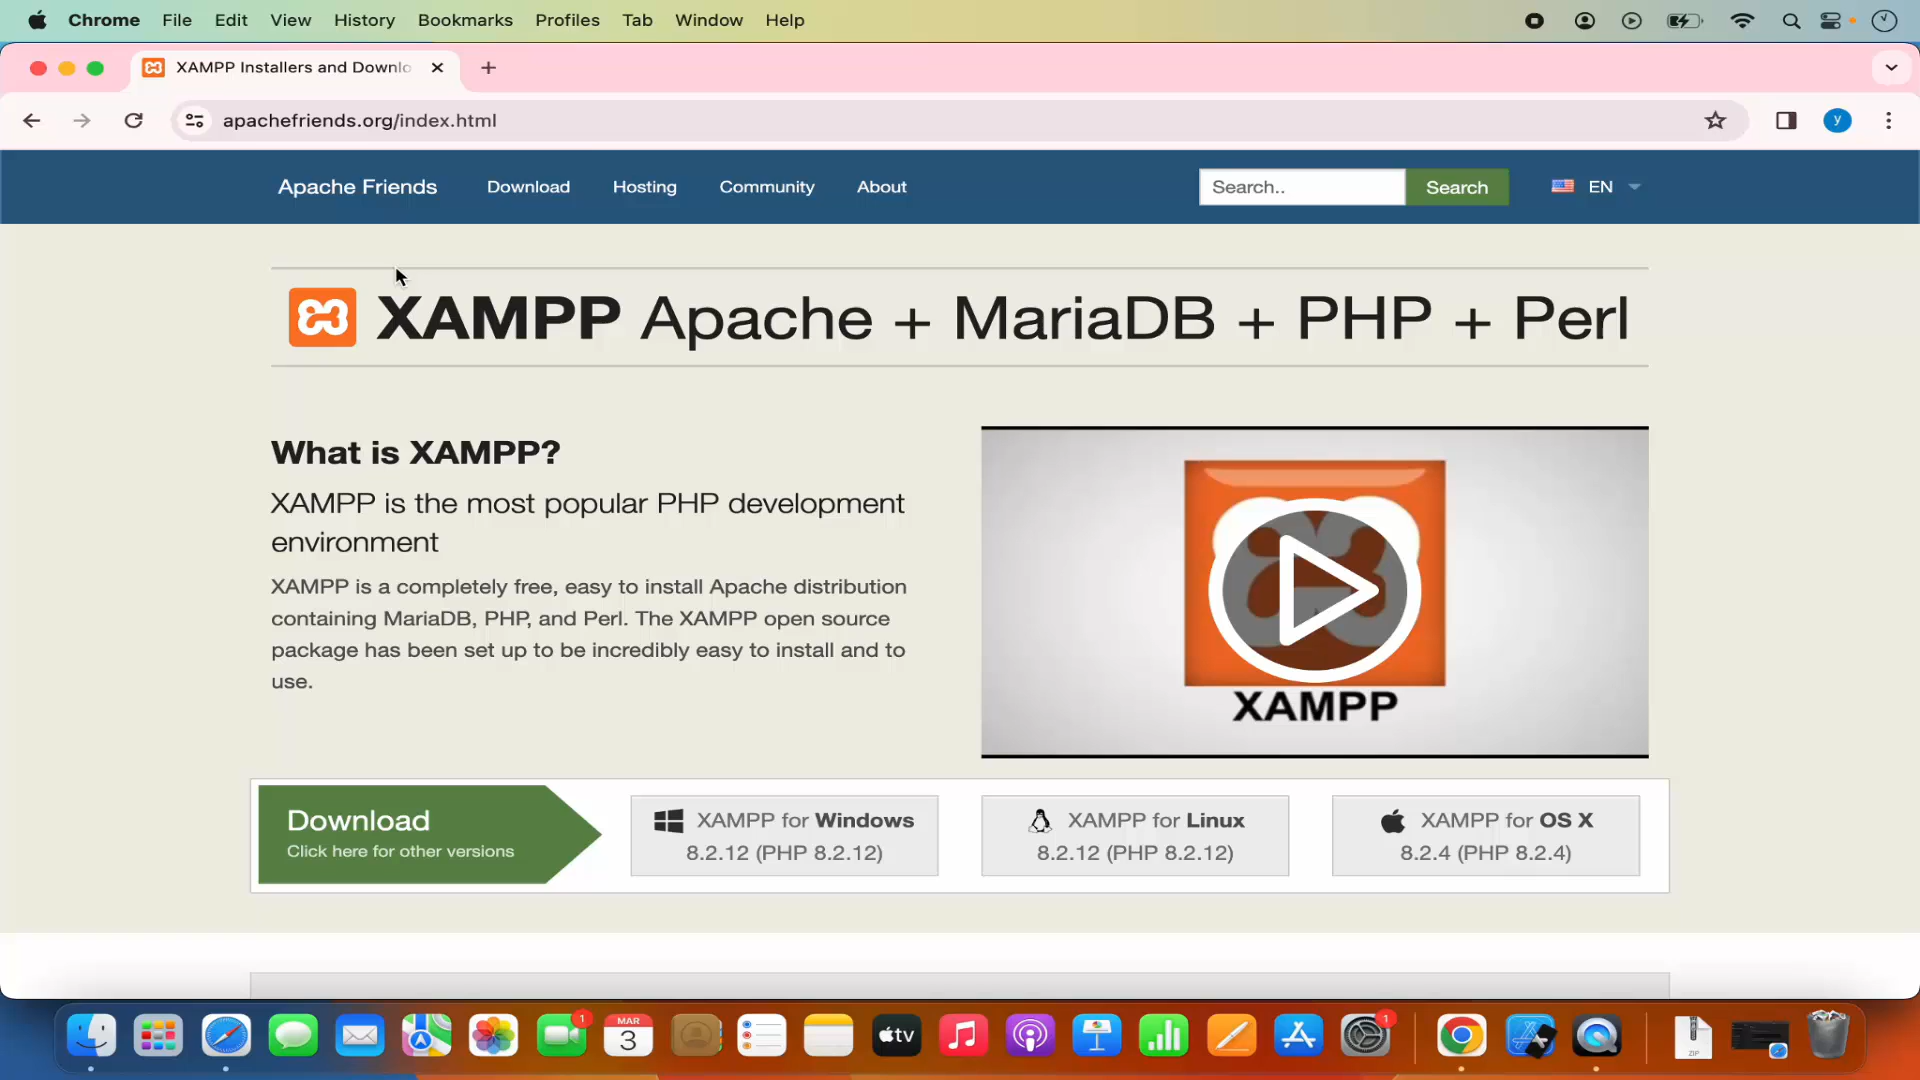 Chrome File Edit View History Bookmarks Profiles Tab Window Help
XAMPP Installers and Downlo
apachefriends.org/index.html
y
Apache Friends Download Hosting Community About Search.. Search EN
XAMPP Apache + MariaDB + PHP + Perl
What is XAMPP?
XAMPP is the most popular PHP development
environment
XAMPP is a completely free, easy to install Apache distribution
containing MariaDB, PHP, and Perl. The XAMPP open source
package has been set up to be incredibly easy to install and to
use.
XAMPP
Download
Click here for other versions
XAMPP for Windows
8.2.12 (PHP 8.2.12)
XAMPP for Linux
8.2.12 (PHP 8.2.12)
XAMPP for OS X
8.2.4 (PHP 8.2.4)
1
MAR
3
tv
1
ZIP